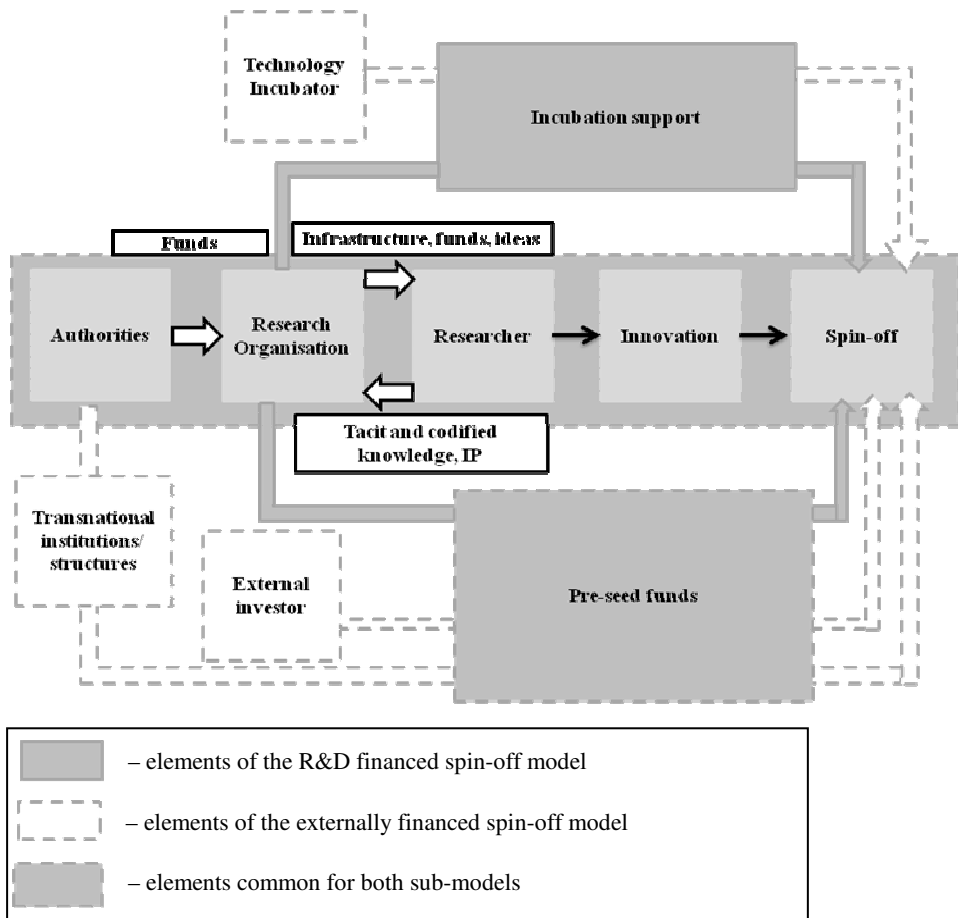 Technology
Incubator
Incubation support
Funds
Infrastructure, funds, ideas
Authorities
Research
Organisation
Researcher
Innovation
Spin-off
Tacit and codified
knowledge, IP
Transnational
institutions/
structures
External
investor
Pre-seed funds
– elements of the R&D financed spin-off model
– elements of the externally financed spin-off model
– elements common for both sub-models